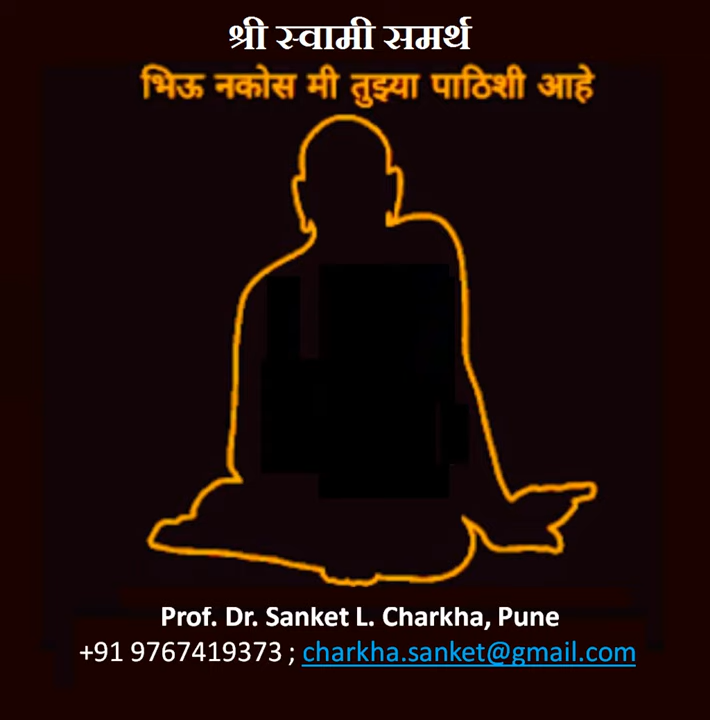 श्री स्वामी समर्थ
भिऊ नकोस मी तुझ्या पाठिशी आहे
Prof. Dr. Sanket L. Charkha, Pune
+91 9767419373 ; charkha.sanket@gmail.com